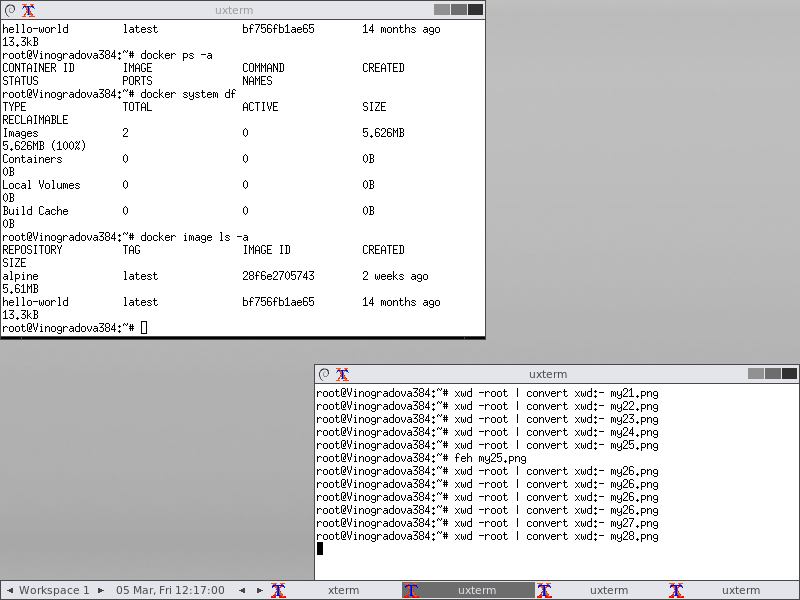 uxterm
hello-world latest bf756fb1ae65 14 months ago
13.3kB
root@Vinogradova384:~# docker ps -a
CONTAINER ID IMAGE COMMAND CREATED
STATUS PORTS NAMES
root@Vinogradova384:~# docker system df
TYPE TOTAL ACTIVE SIZE
RECLAIMABLE
Images 2 0 5.626MB
5.626MB (100%)
Containers 0 0 0B
0B
Local Volumes 0 0 0B
0B
Build Cache 0 0 0B
0B
root@Vinogradova384:~# docker image ls -a
REPOSITORY TAG IMAGE ID CREATED
SIZE
alpine latest 28f6e2705743 2 weeks ago
5.61MB
hello-world latest bf756fb1ae65 14 months ago
13.3kB
root@Vinogradova384:~#
uxterm
root@Vinogradova384:~# xwd -root | convert xwd:- my21.png
root@Vinogradova384:~# xwd -root | convert xwd:- my22.png
root@Vinogradova384:~# xwd -root | convert xwd:- my23.png
root@Vinogradova384:~# xwd -root | convert xwd:- my24.png
root@Vinogradova384:~# xwd -root | convert xwd:- my25.png
root@Vinogradova384:~# feh my25.png
root@Vinogradova384:~# xwd -root | convert xwd:- my26.png
root@Vinogradova384:~# xwd -root | convert xwd:- my26.png
root@Vinogradova384:~# xwd -root | convert xwd:- my26.png
root@Vinogradova384:~# xwd -root | convert xwd:- my26.png
root@Vinogradova384:~# xwd -root | convert xwd:- my27.png
root@Vinogradova384:~# xwd -root | convert xwd:- my28.png
Workspace 1 05 Mar, Fri 12:17:00 xterm uxterm uxterm uxterm